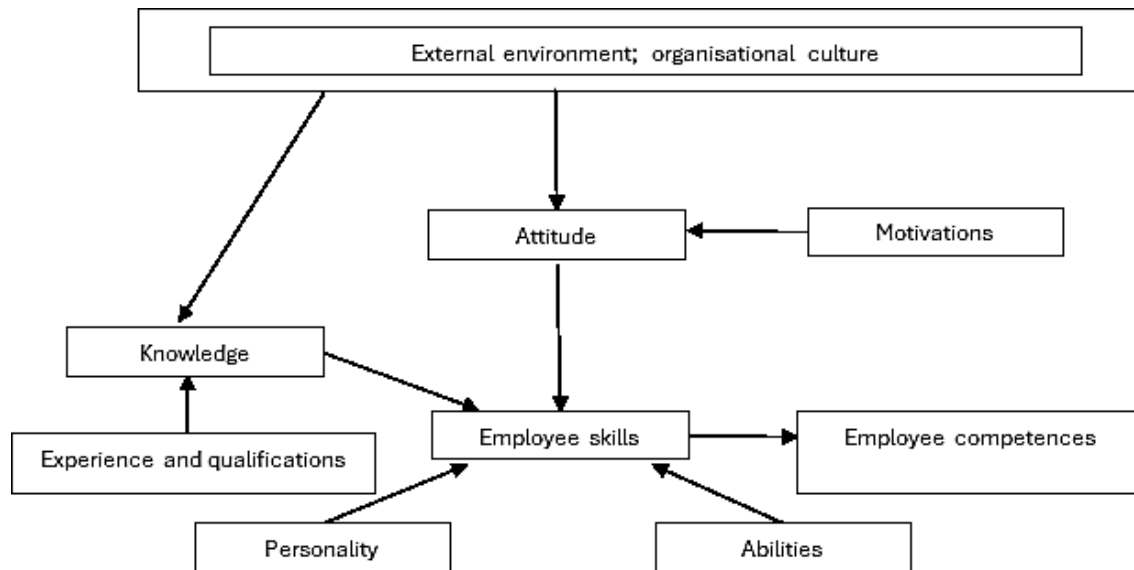 External environment; organisational culture
Attitude
Motivations
Knowledge
Employee skills
Employee competences
Experience and qualifications
Personality
Abilities